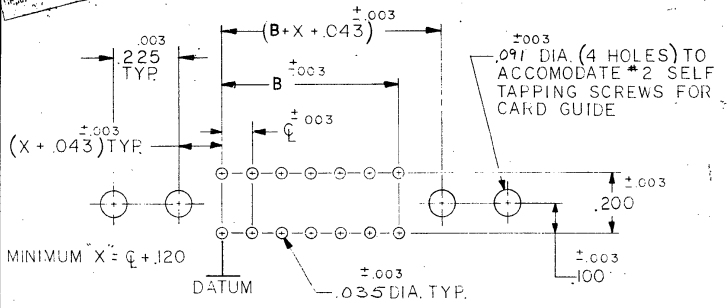 ±.003
(B+X+.043)
.003
.225
TYP.
±.003
B
±003
.091 DIA. (4 HOLES) TO
ACCOMODATE #2 SELF
TAPPING SCREWS FOR
CARD GUIDE
±.003
℄
±.003
(X+.043)TYP.
±.003
.200
MINIMUM "X"= ℄+.120
±.003
.100
DATUM
±.003
.035 DIA. TYP.